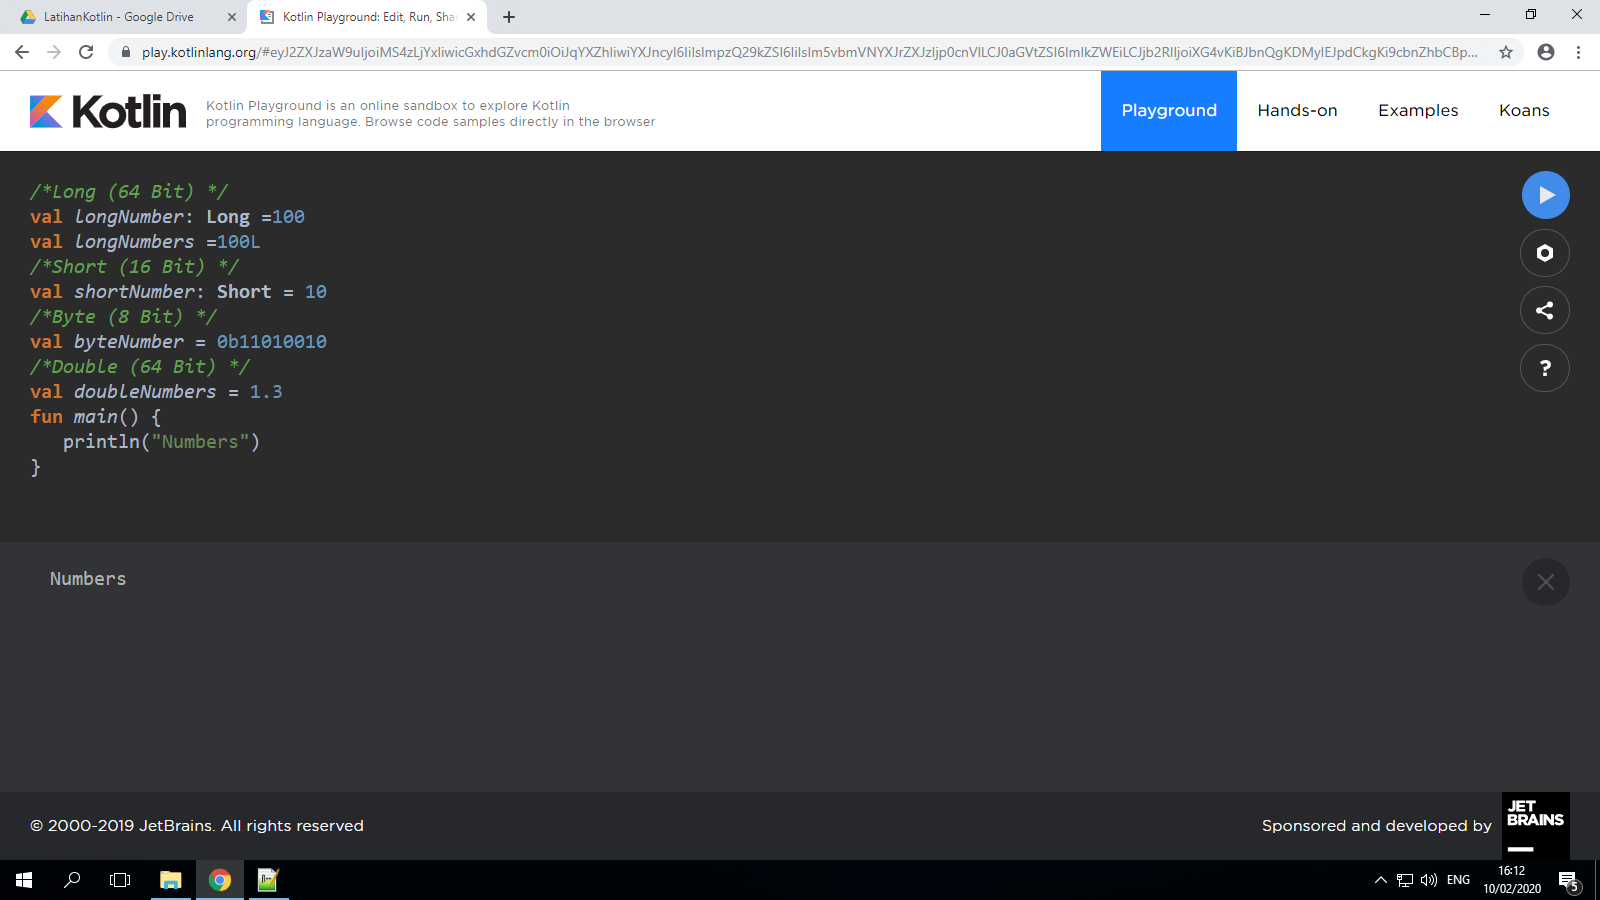 LatihanKotlin - Google Drive
Kotlin Playground: Edit, Run, Sha
Kotlin
Kotlin Playground is an online sandbox to explore Kotlin
programming language. Browse code samples directly in the browser
Playground
Hands-on
Examples
Koans
/*Long (64 Bit) */
val longNumber: Long =100
val longNumbers =100L
/*Short (16 Bit) */
val shortNumber: Short = 10
/*Byte (8 Bit) */
val byteNumber = 0b11010010
/*Double (64 Bit) */
val doubleNumbers = 1.3
fun main() {
println("Numbers")
}
?
Numbers
© 2000-2019 JetBrains. All rights reserved
Sponsored and developed by
JET
BRAINS
ENG
16:12
10/02/2020
5